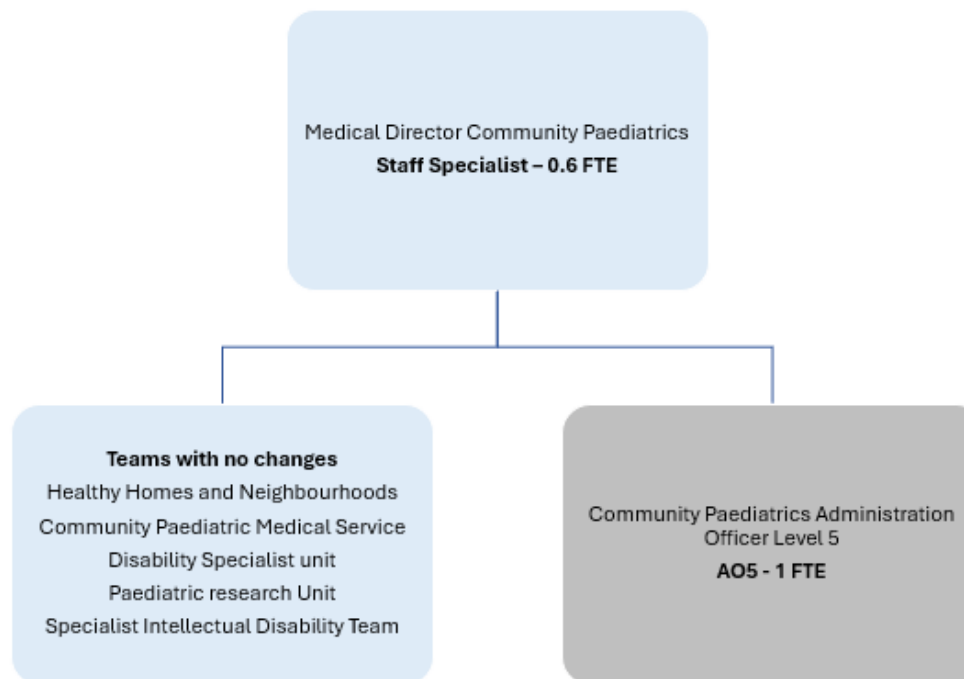 Medical Director Community Paediatrics
Staff Specialist – 0.6 FTE
Teams with no changes
Healthy Homes and Neighbourhoods
Community Paediatric Medical Service
Disability Specialist unit
Paediatric research Unit
Specialist Intellectual Disability Team
Community Paediatrics Administration
Officer Level 5
AO5 - 1 FTE